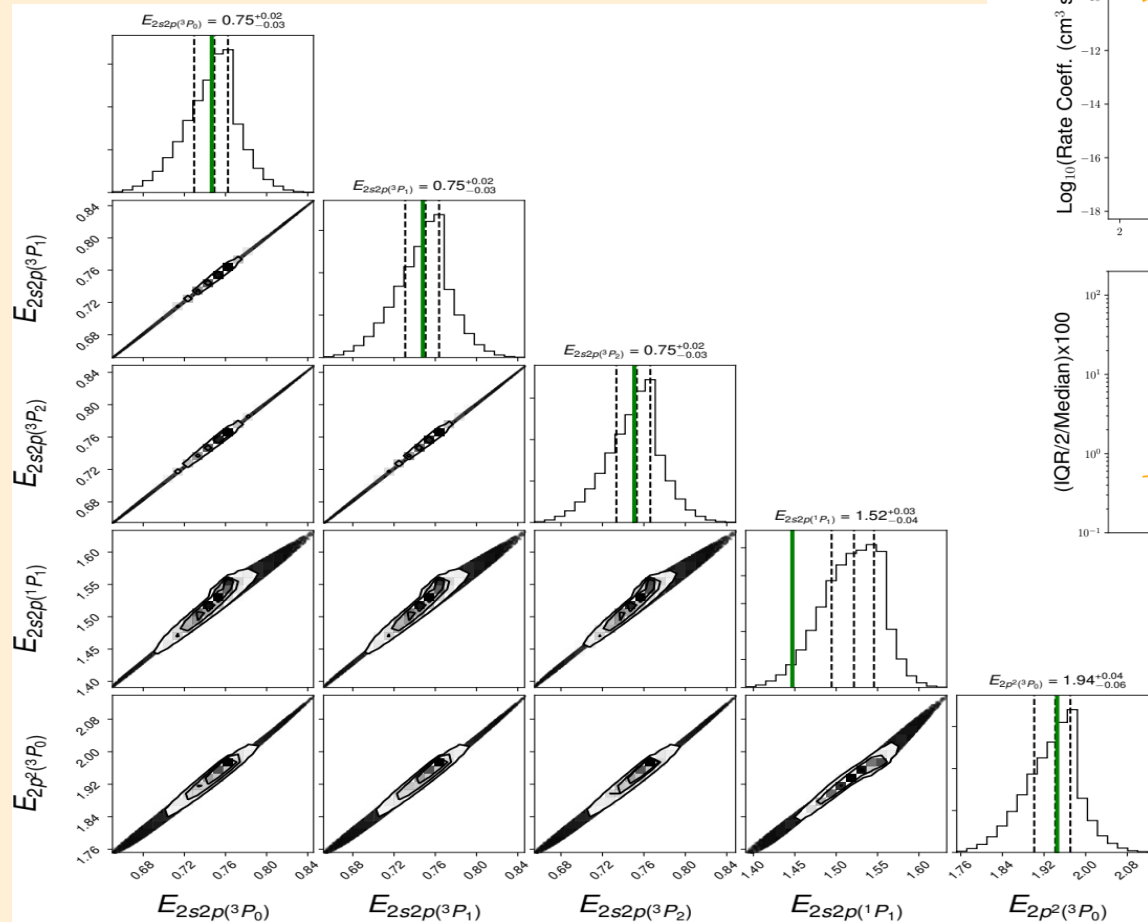 E_{2s2p(^3P_0)} = 0.75^{+0.02}_{-0.03}
E_{2s2p(^3P_1)} = 0.75^{+0.02}_{-0.03}
0.84
0.80
0.76
0.72
0.68
E_{2s2p(^3P_1)}
E_{2s2p(^3P_2)} = 0.75^{+0.02}_{-0.03}
0.84
0.80
0.76
0.72
0.68
E_{2s2p(^3P_2)}
E_{2s2p(^1P_1)} = 1.52^{+0.03}_{-0.04}
1.60
1.55
1.50
1.45
1.40
E_{2s2p(^1P_1)}
E_{2p^2(^3P_0)} = 1.94^{+0.04}_{-0.06}
2.08
2.00
1.92
1.84
1.76
E_{2p^2(^3P_0)}
0.68 0.72 0.76 0.80 0.84 0.68 0.72 0.76 0.80 0.84 0.68 0.72 0.76 0.80 0.84 1.40 1.45 1.50 1.55 1.60 1.76 1.84 1.92 2.00 2.08
E_{2s2p(^3P_0)} E_{2s2p(^3P_1)} E_{2s2p(^3P_2)} E_{2s2p(^1P_1)} E_{2p^2(^3P_0)}
Log_{10}(Rate Coeff. (cm^3 s
−12
−14
−16
−18
2
(IQR/2/Median)x100
10^2
10^1
10^0
10^{−1}